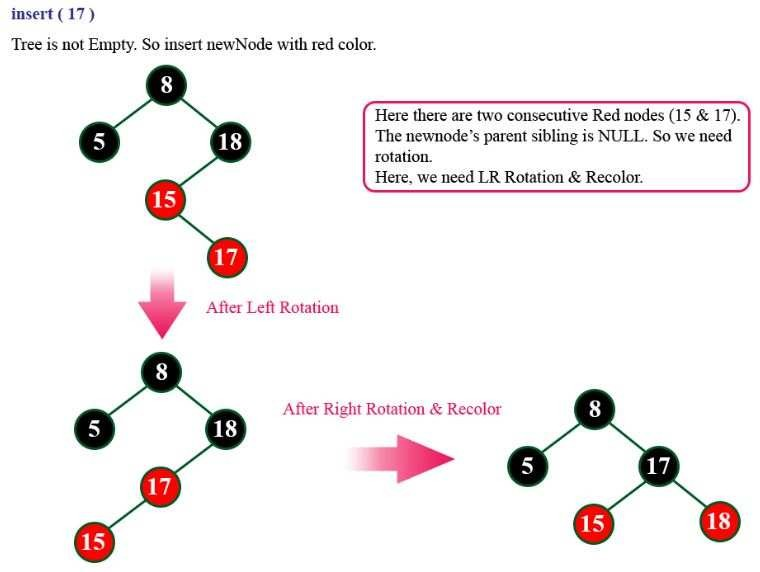 insert ( 17 )
Tree is not Empty. So insert newNode with red color.
8
5
18
15
17
Here there are two consecutive Red nodes (15 & 17).
The newnode's parent sibling is NULL. So we need
rotation.
Here, we need LR Rotation & Recolor.
After Left Rotation
8
5
18
17
15
After Right Rotation & Recolor
8
5
17
15
18